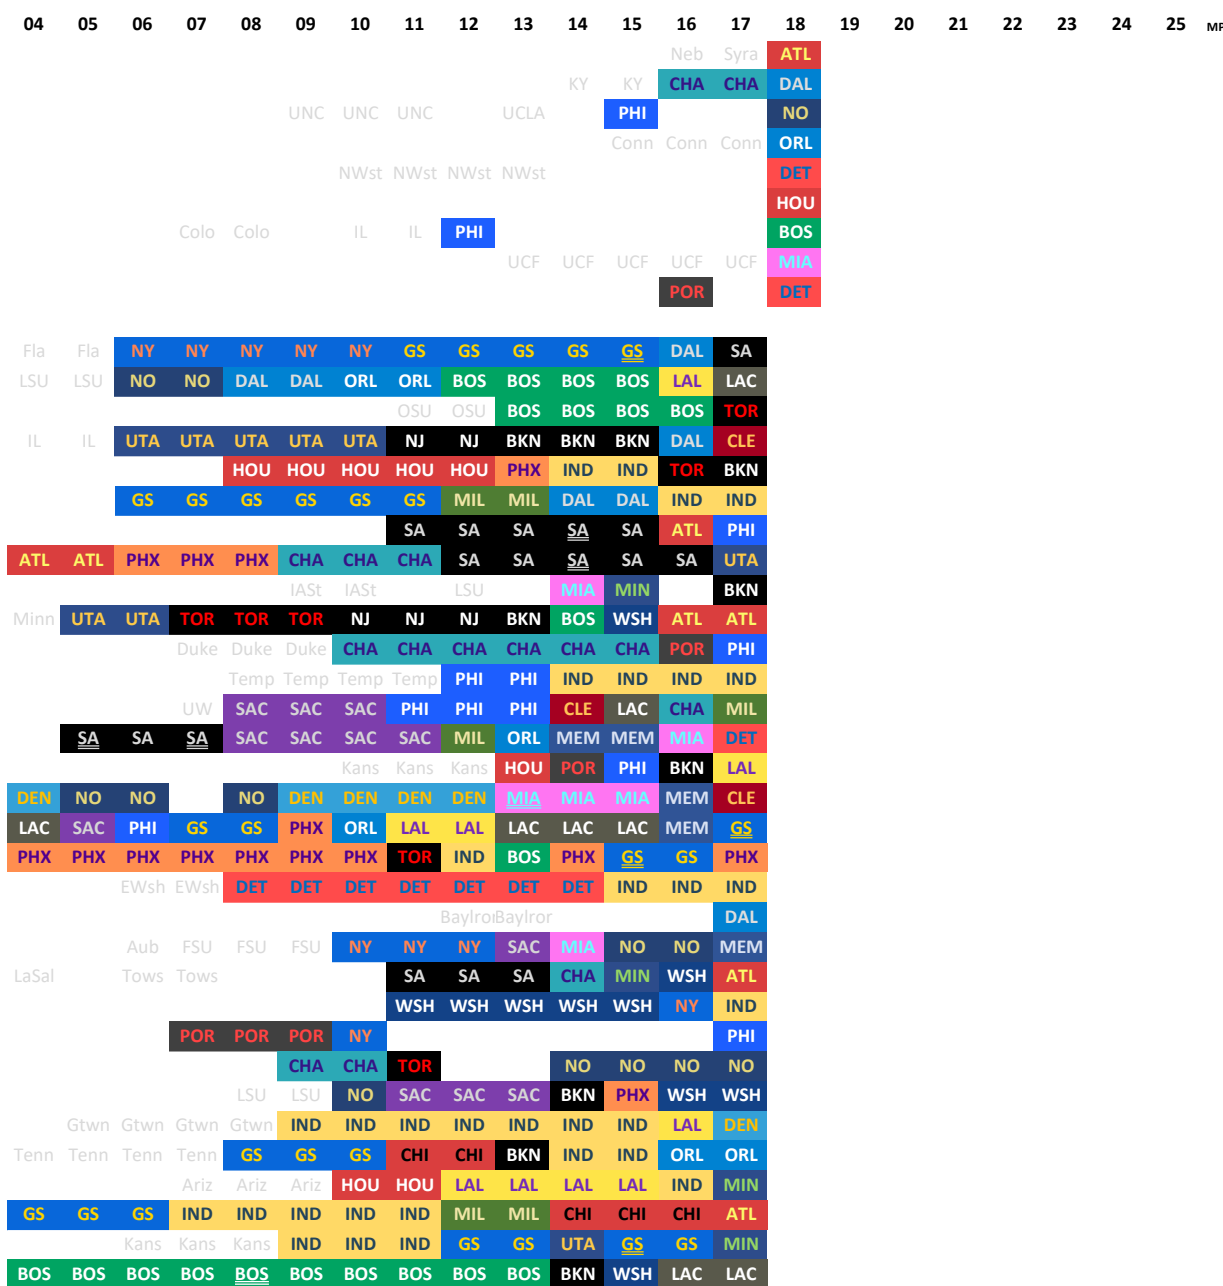 04 05 06 07 08 09 10 11 12 13 14 15 16 17 18 19 20 21 22 23 24 25 MP
Neb Syra ATL
KY KY CHA CHA DAL
UNC UNC UNC UCLA PHI NO
Conn Conn Conn ORL
NWst NWst NWst NWst DET
HOU
Colo Colo IL IL PHI BOS
UCF UCF UCF UCF UCF MIA
POR DET
Fla Fla NY NY NY NY NY GS GS GS GS GS DAL SA
LSU LSU NO NO DAL DAL ORL ORL BOS BOS BOS BOS LAL LAC
OSU OSU BOS BOS BOS BOS TOR
IL IL UTA UTA UTA UTA UTA NJ NJ BKN BKN BKN DAL CLE
HOU HOU HOU HOU HOU PHX IND IND TOR BKN
GS GS GS GS GS GS MIL MIL DAL DAL IND IND
SA SA SA SA SA ATL PHI
ATL ATL PHX PHX PHX CHA CHA CHA SA SA SA SA SA UTA
IASt IASt LSU MIA MIN BKN
Minn UTA UTA TOR TOR TOR NJ NJ NJ BKN BOS WSH ATL ATL
Duke Duke Duke CHA CHA CHA CHA CHA CHA POR PHI
Temp Temp Temp Temp PHI PHI IND IND IND IND
UW SAC SAC SAC PHI PHI PHI CLE LAC CHA MIL
SA SA SA SAC SAC SAC SAC MIL ORL MEM MEM MIA DET
Kans Kans Kans HOU POR PHI BKN LAL
DEN NO NO NO DEN DEN DEN DEN MIA MIA MIA MEM CLE
LAC SAC PHI GS GS PHX ORL LAL LAL LAC LAC LAC MEM GS
PHX PHX PHX PHX PHX PHX PHX TOR IND BOS PHX GS GS PHX
EWsh EWsh DET DET DET DET DET DET DET IND IND IND
Baylror Baylror DAL
Aub FSU FSU FSU NY NY NY SAC MIA NO NO MEM
LaSal Tows Tows SA SA SA CHA MIN WSH ATL
WSH WSH WSH WSH WSH NY IND
POR POR POR NY PHI
CHA CHA TOR NO NO NO NO
LSU LSU NO SAC SAC SAC BKN PHX WSH WSH
Gtwn Gtwn Gtwn Gtwn IND IND IND IND IND IND IND LAL DEN
Tenn Tenn Tenn Tenn GS GS GS CHI CHI BKN IND IND ORL ORL
Ariz Ariz Ariz HOU HOU LAL LAL LAL LAL IND MIN
GS GS GS IND IND IND IND IND MIL MIL CHI CHI CHI ATL
Kans Kans Kans IND IND IND GS GS UTA GS GS MIN
BOS BOS BOS BOS BOS BOS BOS BOS BOS BOS BKN WSH LAC LAC